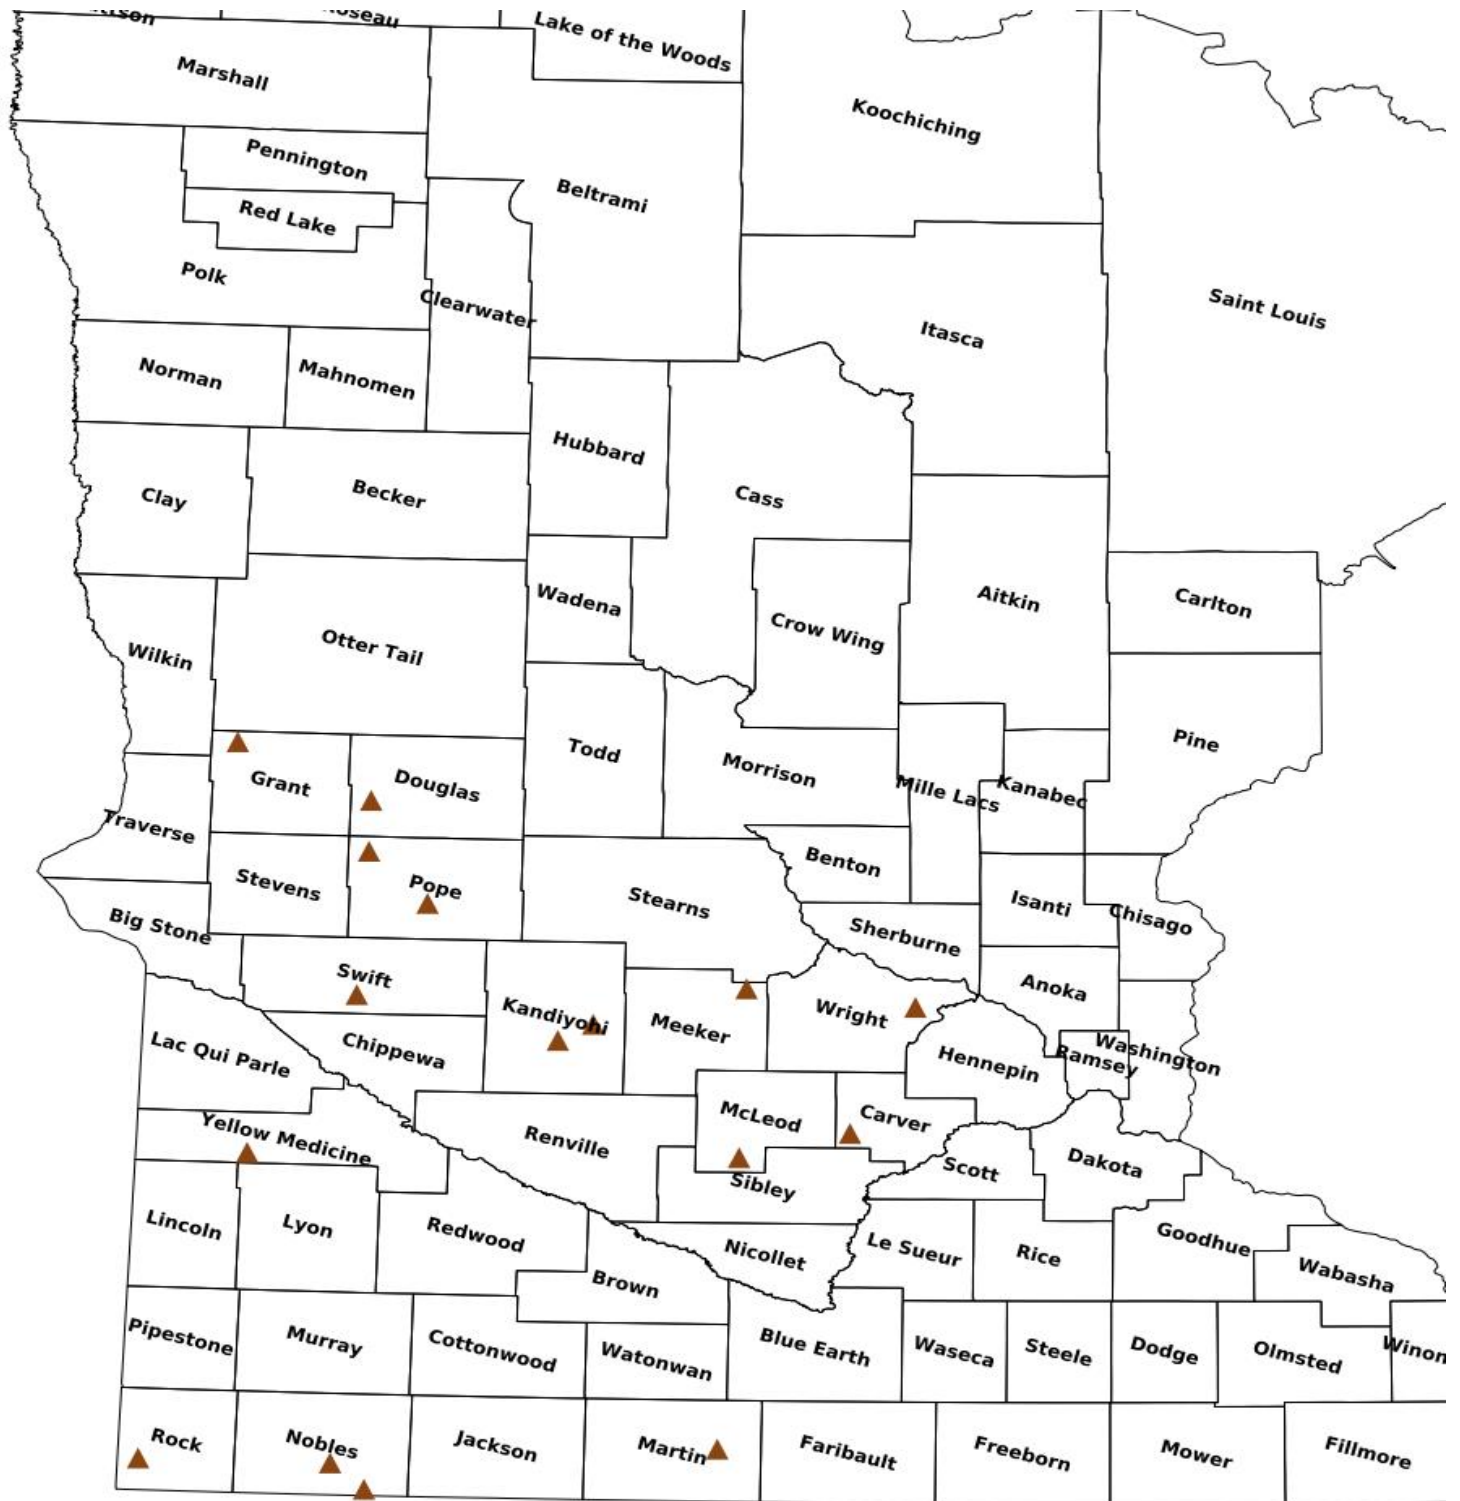 Lake of the Woods
Marshall
Koochiching
Pennington
Beltrami
Red Lake
Polk
Clearwater
Saint Louis
Itasca
Norman
Mahnomen
Hubbard
Clay
Becker
Cass
Wadena
Aitkin
Carlton
Crow Wing
Otter Tail
Wilkin
Pine
Todd
Morrison
Grant
Douglas
Mille Lacs
Kanabec
Traverse
Benton
Stevens
Pope
Stearns
Isanti
Chisago
Big Stone
Sherburne
Swift
Anoka
Kandiyohi
Meeker
Wright
Lac Qui Parle
Chippewa
Hennepin
Ramsey
Washington
McLeod
Carver
Yellow Medicine
Renville
Scott
Dakota
Sibley
Lincoln
Lyon
Redwood
Nicollet
Le Sueur
Rice
Goodhue
Wabasha
Brown
Pipestone
Murray
Cottonwood
Watonwan
Blue Earth
Waseca
Steele
Dodge
Olmsted
Winon
Rock
Nobles
Jackson
Martin
Faribault
Freeborn
Mower
Fillmore